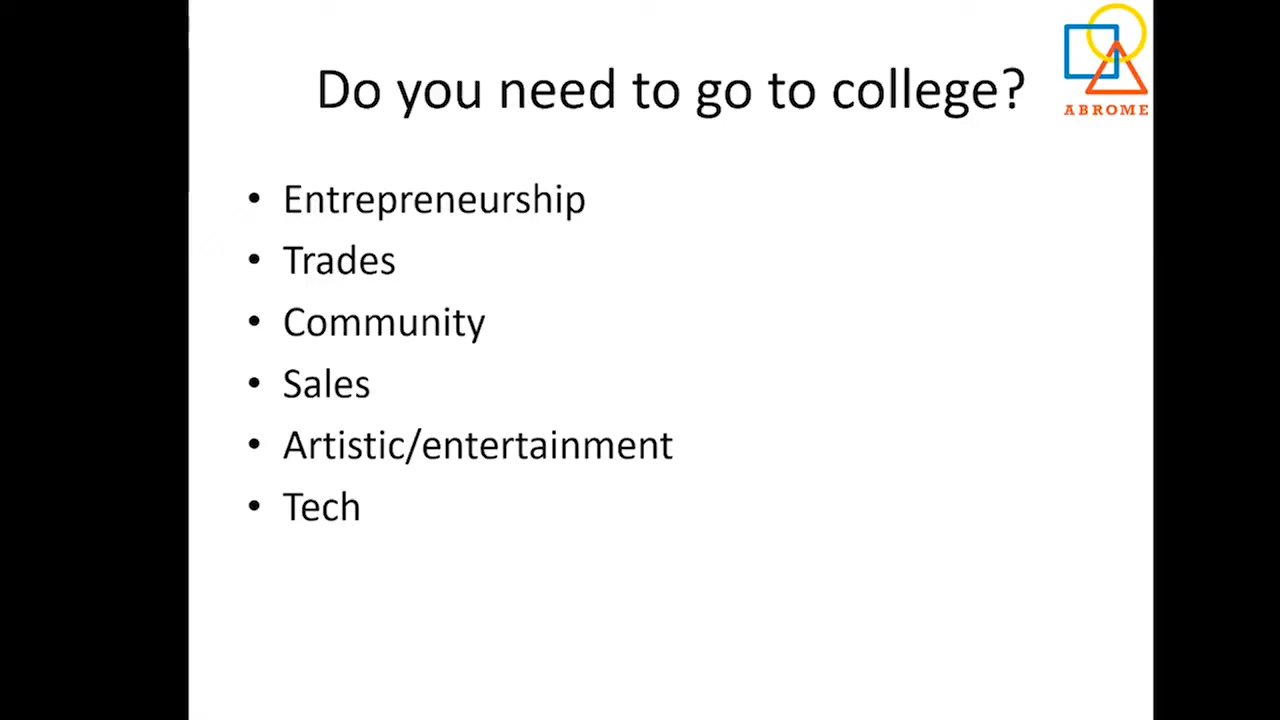 Do you need to go to college?
ABROME
• Entrepreneurship
• Trades
• Community
• Sales
• Artistic/entertainment
• Tech